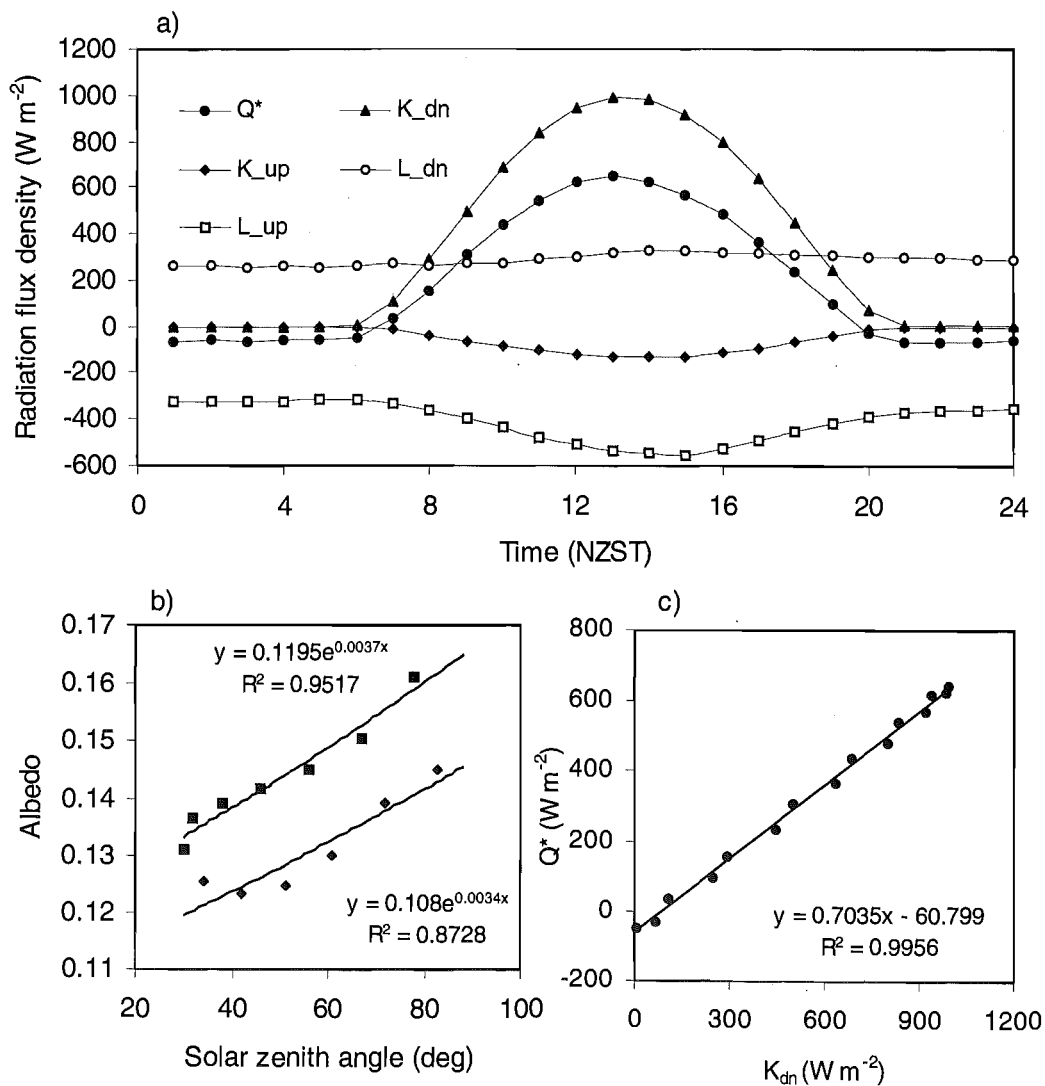 a)
1200
1000
800
600
400
200
0
-200
-400
-600
Radiation flux density (W m-2)
Q*
K_dn
K_up
L_dn
L_up
0 4 8 12 16 20 24
Time (NZST)
b)
0.17
0.16
0.15
0.14
0.13
0.12
0.11
Albedo
y = 0.1195e0.0037x
R2 = 0.9517
y = 0.108e0.0034x
R2 = 0.8728
20 40 60 80 100
Solar zenith angle (deg)
c)
800
600
400
200
0
-200
Q* (W m-2)
y = 0.7035x - 60.799
R2 = 0.9956
0 300 600 900 1200
Kdn (W m-2)